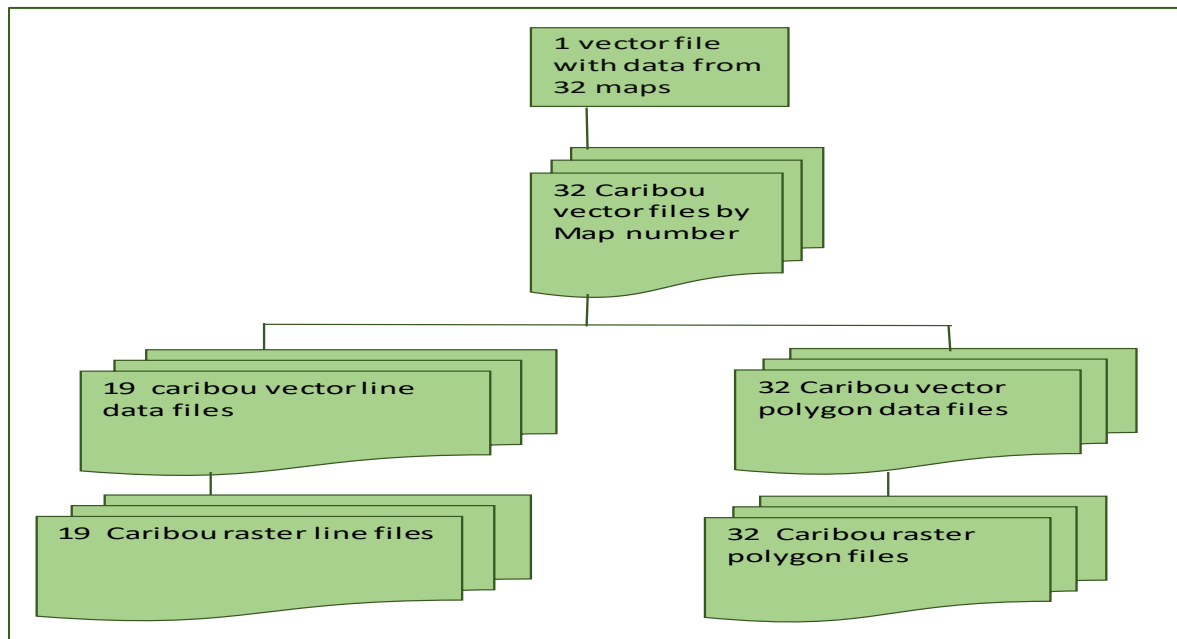 1 vector file
with data from
32 maps
32 Caribou
vector files by
Map number
19 caribou vector line
data files
32 Caribou vector
polygon data files
19 Caribou raster line files
32 Caribou raster
polygon files